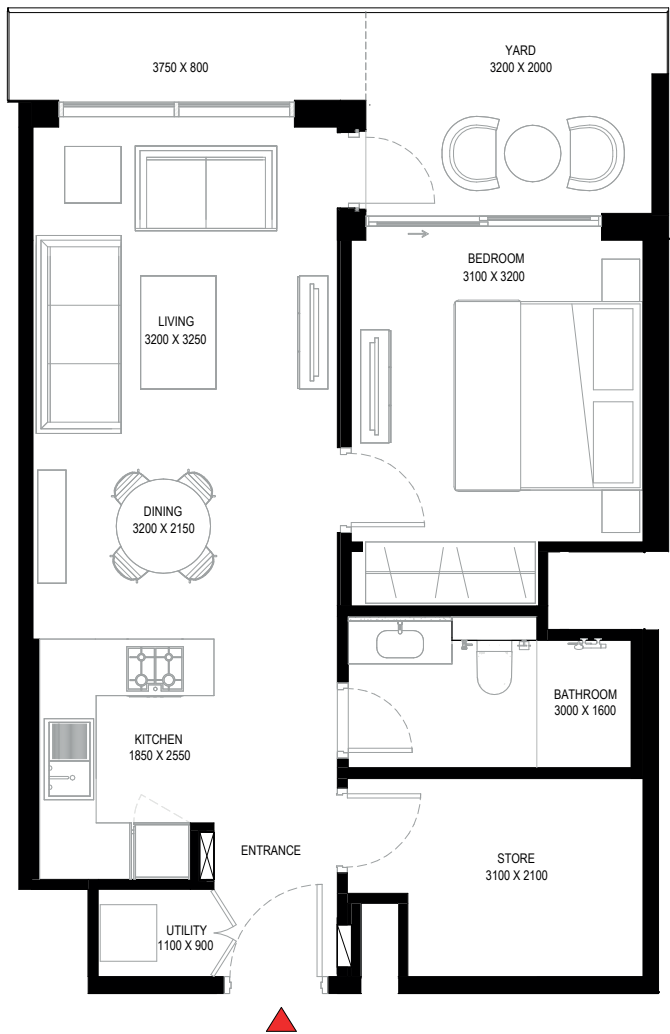 YARD
3200 X 2000
3750 X 800
BEDROOM
3100 X 3200
LIVING
3200 X 3250
DINING
3200 X 2150
BATHROOM
3000 X 1600
KITCHEN
1850 X 2550
ENTRANCE
STORE
3100 X 2100
UTILITY
1100 X 900